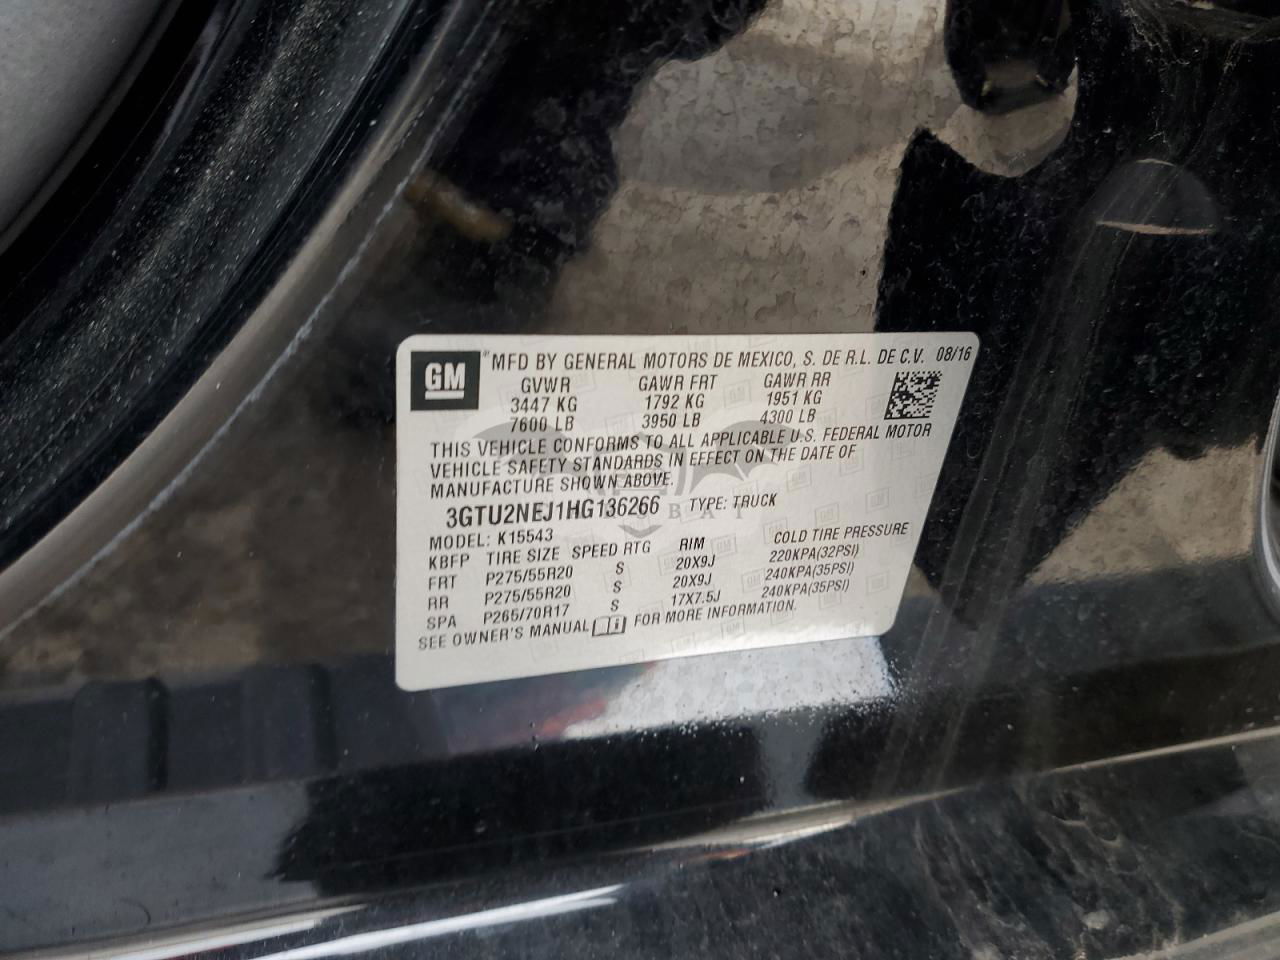 GM ® MFD BY GENERAL MOTORS DE MEXICO, S. DE R.L. DE C.V. 08/16
GVWR GAWR FRT GAWR RR
3447 KG 1792 KG 1951 KG
7600 LB 3950 LB 4300 LB
THIS VEHICLE CONFORMS TO ALL APPLICABLE U.S. FEDERAL MOTOR
VEHICLE SAFETY STANDARDS IN EFFECT ON THE DATE OF
MANUFACTURE SHOWN ABOVE.
3GTU2NEJ1HG136266 TYPE: TRUCK
MODEL: K15543
KBFP TIRE SIZE SPEED RTG RIM COLD TIRE PRESSURE
FRT P275/55R20 S 20X9J 220KPA(32PSI)
RR P275/55R20 S 20X9J 240KPA(35PSI)
SPA P265/70R17 S 17X7.5J 240KPA(35PSI)
SEE OWNER'S MANUAL FOR MORE INFORMATION.